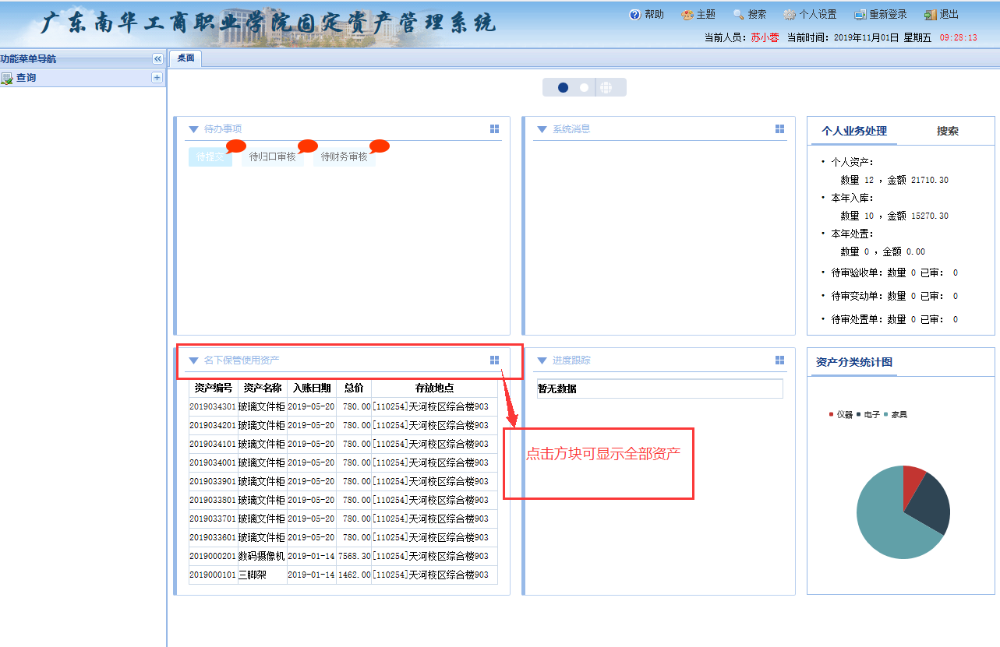 广东南华工商职业学院固定资产管理系统
帮助 主题 搜索 个人设置 重新登录 退出
当前人员：苏小蓉 当前时间：2019年11月01日 星期五 09:28:13
功能菜单导航
桌面
查询
待办事项
待提交 待归口审核 待财务审核
系统消息
个人业务处理 搜索
• 个人资产：
数量 12 ，金额 21710.30
• 本年入库：
数量 10 ，金额 15270.30
• 本年处置：
数量 0 ，金额 0.00
• 待审验收单：数量 0 已审： 0
• 待审变动单：数量 0 已审： 0
• 待审处置单：数量 0 已审： 0
名下保管使用资产
资产编号 资产名称 入账日期 总价 存放地点
2019034301 玻璃文件柜 2019-05-20 780.00 [110254]天河校区综合楼903
2019034201 玻璃文件柜 2019-05-20 780.00 [110254]天河校区综合楼903
2019034101 玻璃文件柜 2019-05-20 780.00 [110254]天河校区综合楼903
2019034001 玻璃文件柜 2019-05-20 780.00 [110254]天河校区综合楼903
2019033901 玻璃文件柜 2019-05-20 780.00 [110254]天河校区综合楼903
2019033801 玻璃文件柜 2019-05-20 780.00 [110254]天河校区综合楼903
2019033701 玻璃文件柜 2019-05-20 780.00 [110254]天河校区综合楼903
2019033601 玻璃文件柜 2019-05-20 780.00 [110254]天河校区综合楼903
2019000201 数码摄像机 2019-01-14 7568.30 [110254]天河校区综合楼903
2019000101 三脚架 2019-01-14 1462.00 [110254]天河校区综合楼903
进度跟踪
暂无数据
点击方块可显示全部资产
资产分类统计图
仪器 电子 家具